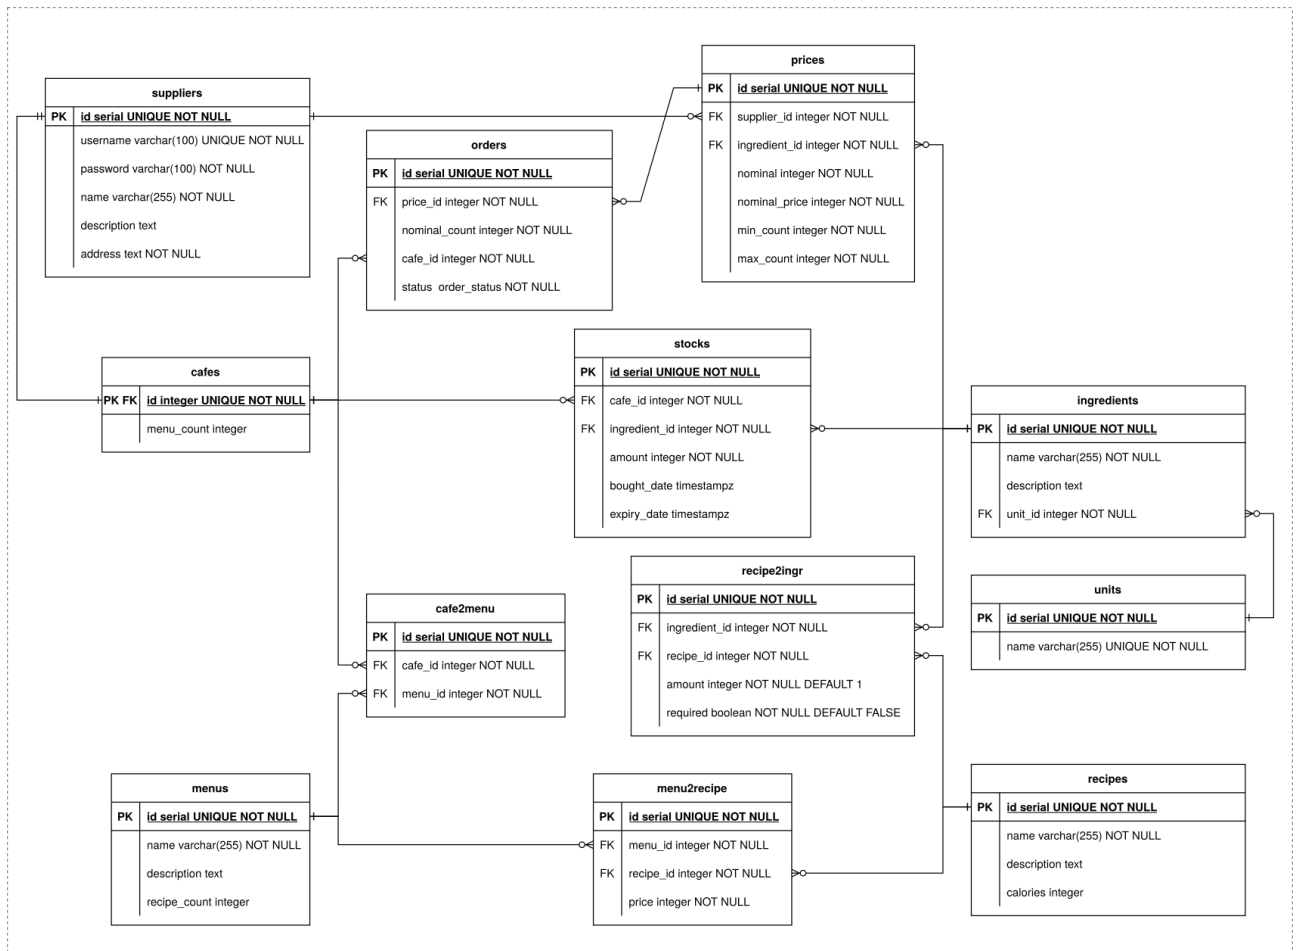 suppliers
PK id serial UNIQUE NOT NULL
username varchar(100) UNIQUE NOT NULL
password varchar(100) NOT NULL
name varchar(255) NOT NULL
description text
address text NOT NULL
orders
PK id serial UNIQUE NOT NULL
FK price_id integer NOT NULL
nominal_count integer NOT NULL
cafe_id integer NOT NULL
status order_status NOT NULL
prices
PK id serial UNIQUE NOT NULL
FK supplier_id integer NOT NULL
FK ingredient_id integer NOT NULL
nominal integer NOT NULL
nominal_price integer NOT NULL
min_count integer NOT NULL
max_count integer NOT NULL
cafes
PK FK id integer UNIQUE NOT NULL
menu_count integer
stocks
PK id serial UNIQUE NOT NULL
FK cafe_id integer NOT NULL
FK ingredient_id integer NOT NULL
amount integer NOT NULL
bought_date timestampz
expiry_date timestampz
ingredients
PK id serial UNIQUE NOT NULL
name varchar(255) NOT NULL
description text
FK unit_id integer NOT NULL
cafe2menu
PK id serial UNIQUE NOT NULL
FK cafe_id integer NOT NULL
FK menu_id integer NOT NULL
recipe2ingr
PK id serial UNIQUE NOT NULL
FK ingredient_id integer NOT NULL
FK recipe_id integer NOT NULL
amount integer NOT NULL DEFAULT 1
required boolean NOT NULL DEFAULT FALSE
units
PK id serial UNIQUE NOT NULL
name varchar(255) UNIQUE NOT NULL
menus
PK id serial UNIQUE NOT NULL
name varchar(255) NOT NULL
description text
recipe_count integer
menu2recipe
PK id serial UNIQUE NOT NULL
FK menu_id integer NOT NULL
FK recipe_id integer NOT NULL
price integer NOT NULL
recipes
PK id serial UNIQUE NOT NULL
name varchar(255) NOT NULL
description text
calories integer